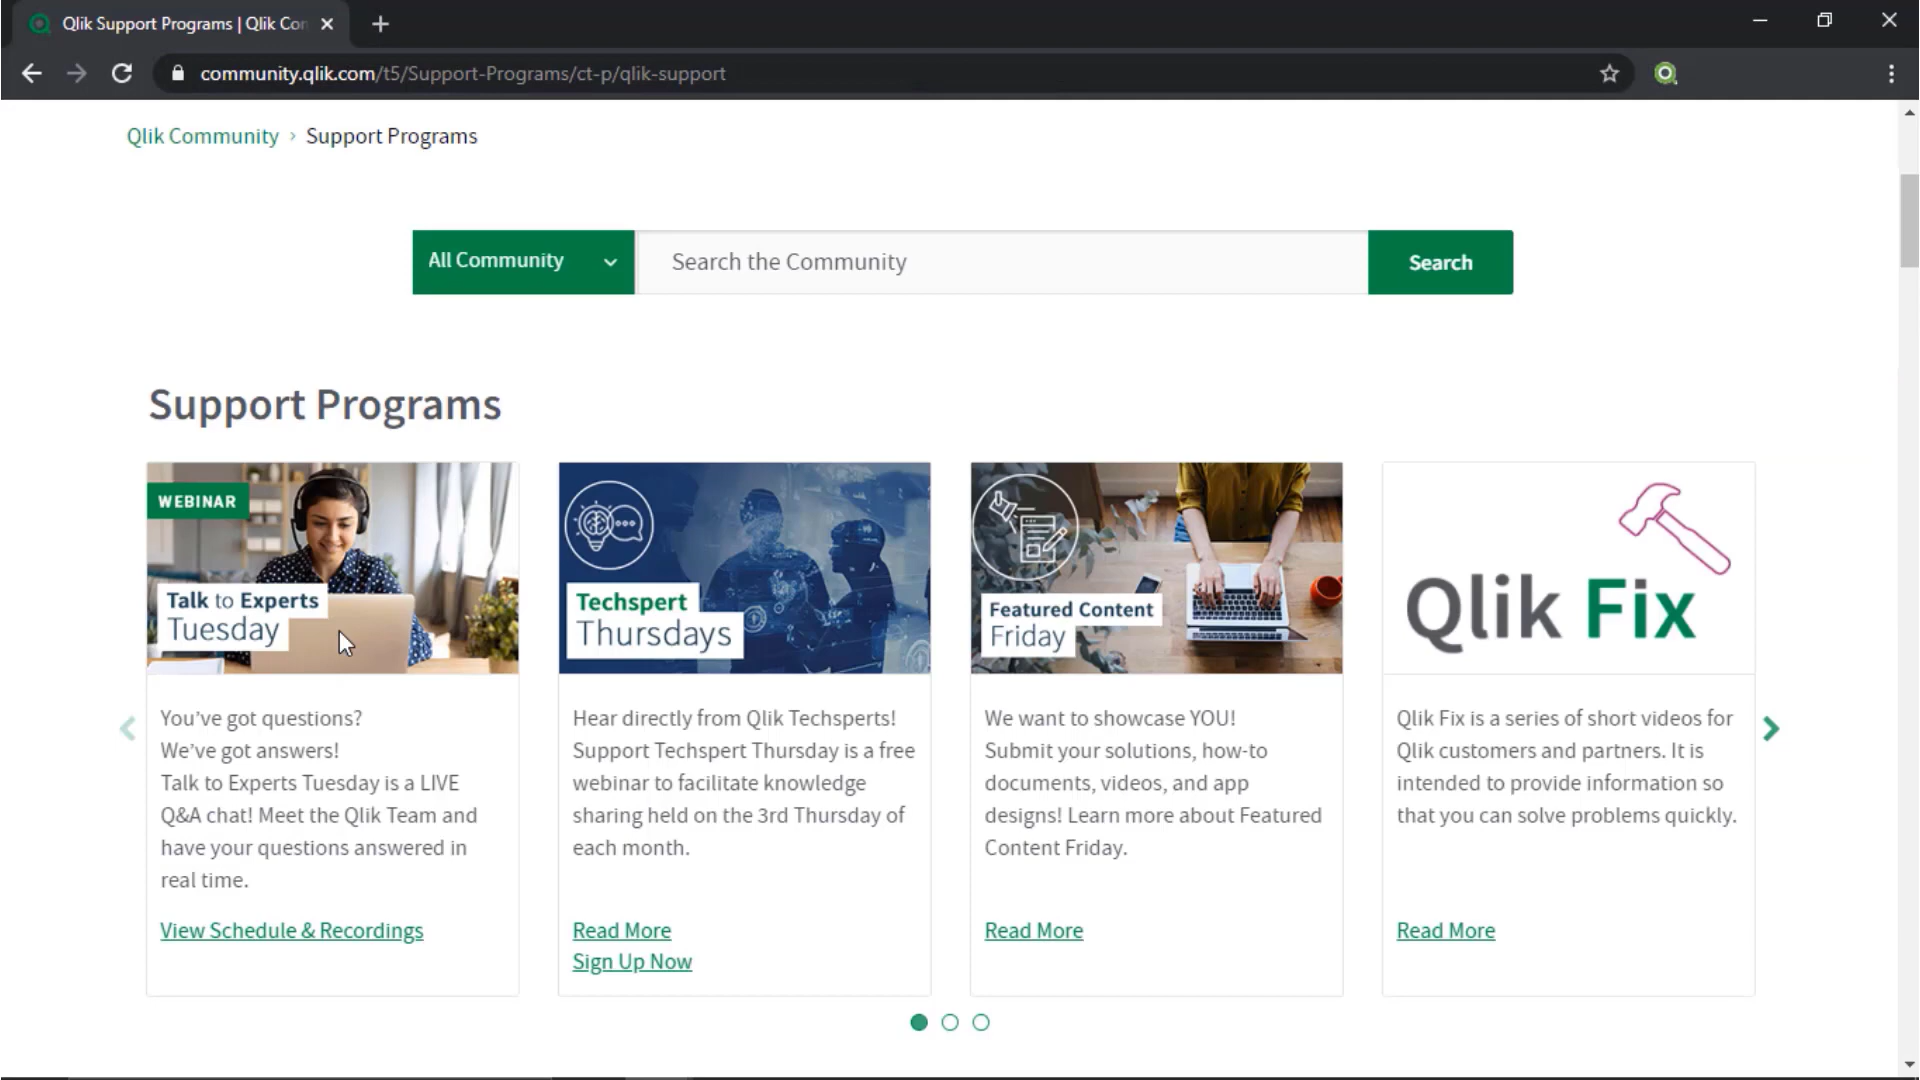 Qlik Support Programs | Qlik Con
community.qlik.com/t5/Support-Programs/ct-p/qlik-support
Qlik Community › Support Programs
All Community
Search the Community
Search
Support Programs
WEBINAR
Talk to Experts
Tuesday
You've got questions?
We've got answers!
Talk to Experts Tuesday is a LIVE
Q&A chat! Meet the Qlik Team and
have your questions answered in
real time.
View Schedule & Recordings
Techspert
Thursdays
Hear directly from Qlik Techsperts!
Support Techspert Thursday is a free
webinar to facilitate knowledge
sharing held on the 3rd Thursday of
each month.
Read More
Sign Up Now
Featured Content
Friday
We want to showcase YOU!
Submit your solutions, how-to
documents, videos, and app
designs! Learn more about Featured
Content Friday.
Read More
Qlik Fix
Qlik Fix is a series of short videos for
Qlik customers and partners. It is
intended to provide information so
that you can solve problems quickly.
Read More